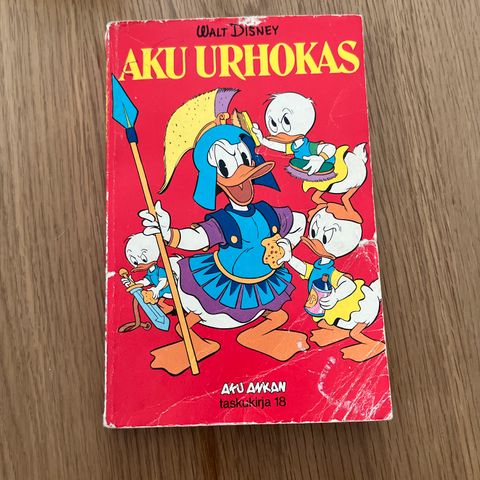 WALT DISNEY
AKU URHOKAS
AKU ANKAN
taskukirja 18